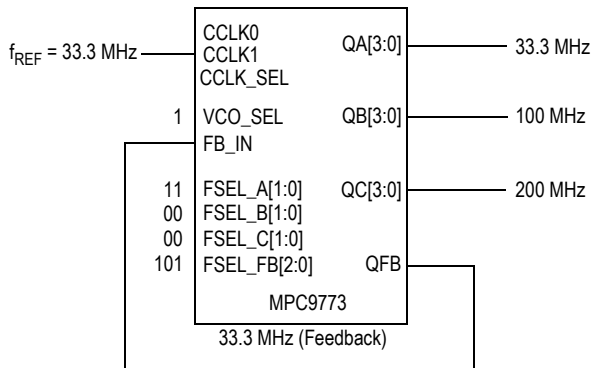 fREF = 33.3 MHz
CCLK0
CCLK1
CCLK_SEL
QA[3:0]
33.3 MHz
1
VCO_SEL
FB_IN
QB[3:0]
100 MHz
11
FSEL_A[1:0]
QC[3:0]
200 MHz
00
FSEL_B[1:0]
00
FSEL_C[1:0]
101
FSEL_FB[2:0]
QFB
MPC9773
33.3 MHz (Feedback)